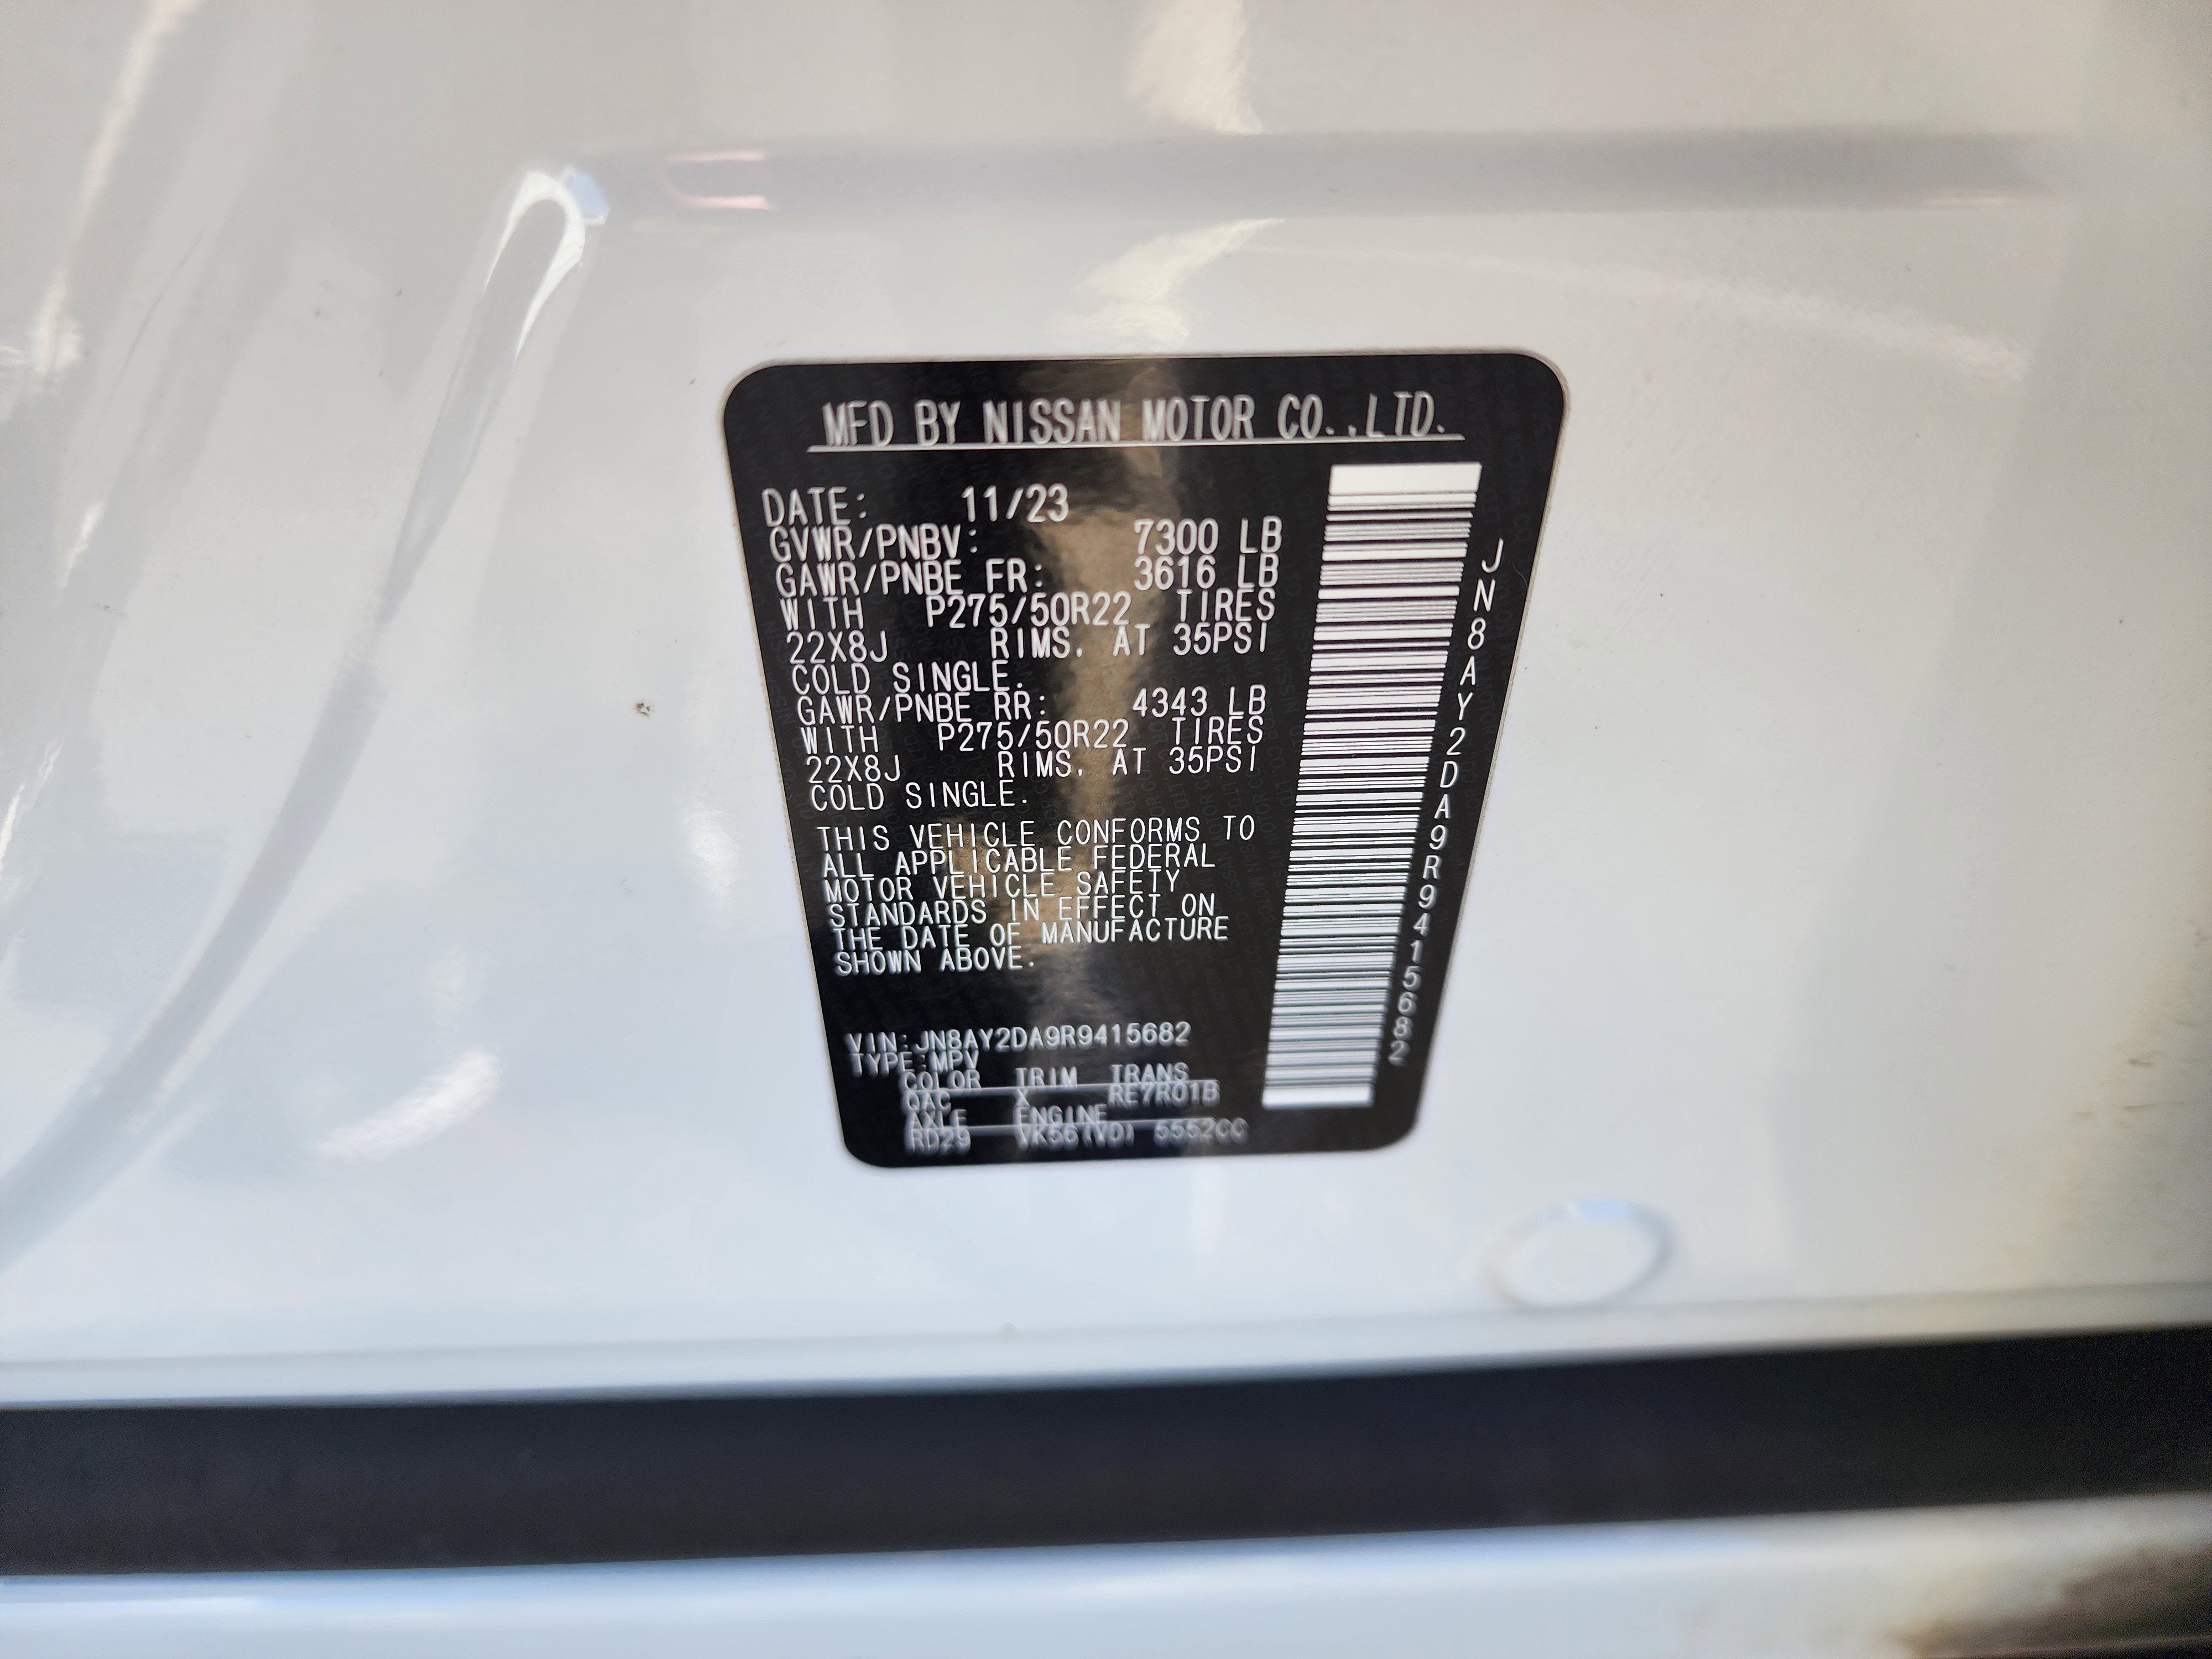 MFD BY NISSAN MOTOR CO.,LTD.
DATE: 11/23
GVWR/PNBV: 7300 LB
GAWR/PNBE FR: 3616 LB
WITH P275/50R22 TIRES
22X8J RIMS, AT 35PSI
COLD SINGLE.
GAWR/PNBE RR: 4343 LB
WITH P275/50R22 TIRES
22X8J RIMS, AT 35PSI
COLD SINGLE.
THIS VEHICLE CONFORMS TO
ALL APPLICABLE FEDERAL
MOTOR VEHICLE SAFETY
STANDARDS IN EFFECT ON
THE DATE OF MANUFACTURE
SHOWN ABOVE.
VIN:JN8AY2DA9R9415682
TYPE:MPV
COLOR TRIM TRANS
QAC X RE7R01B
AXLE ENGINE
RD29 VK56(VD) 5552CC
JN8AY2DA9R9415682